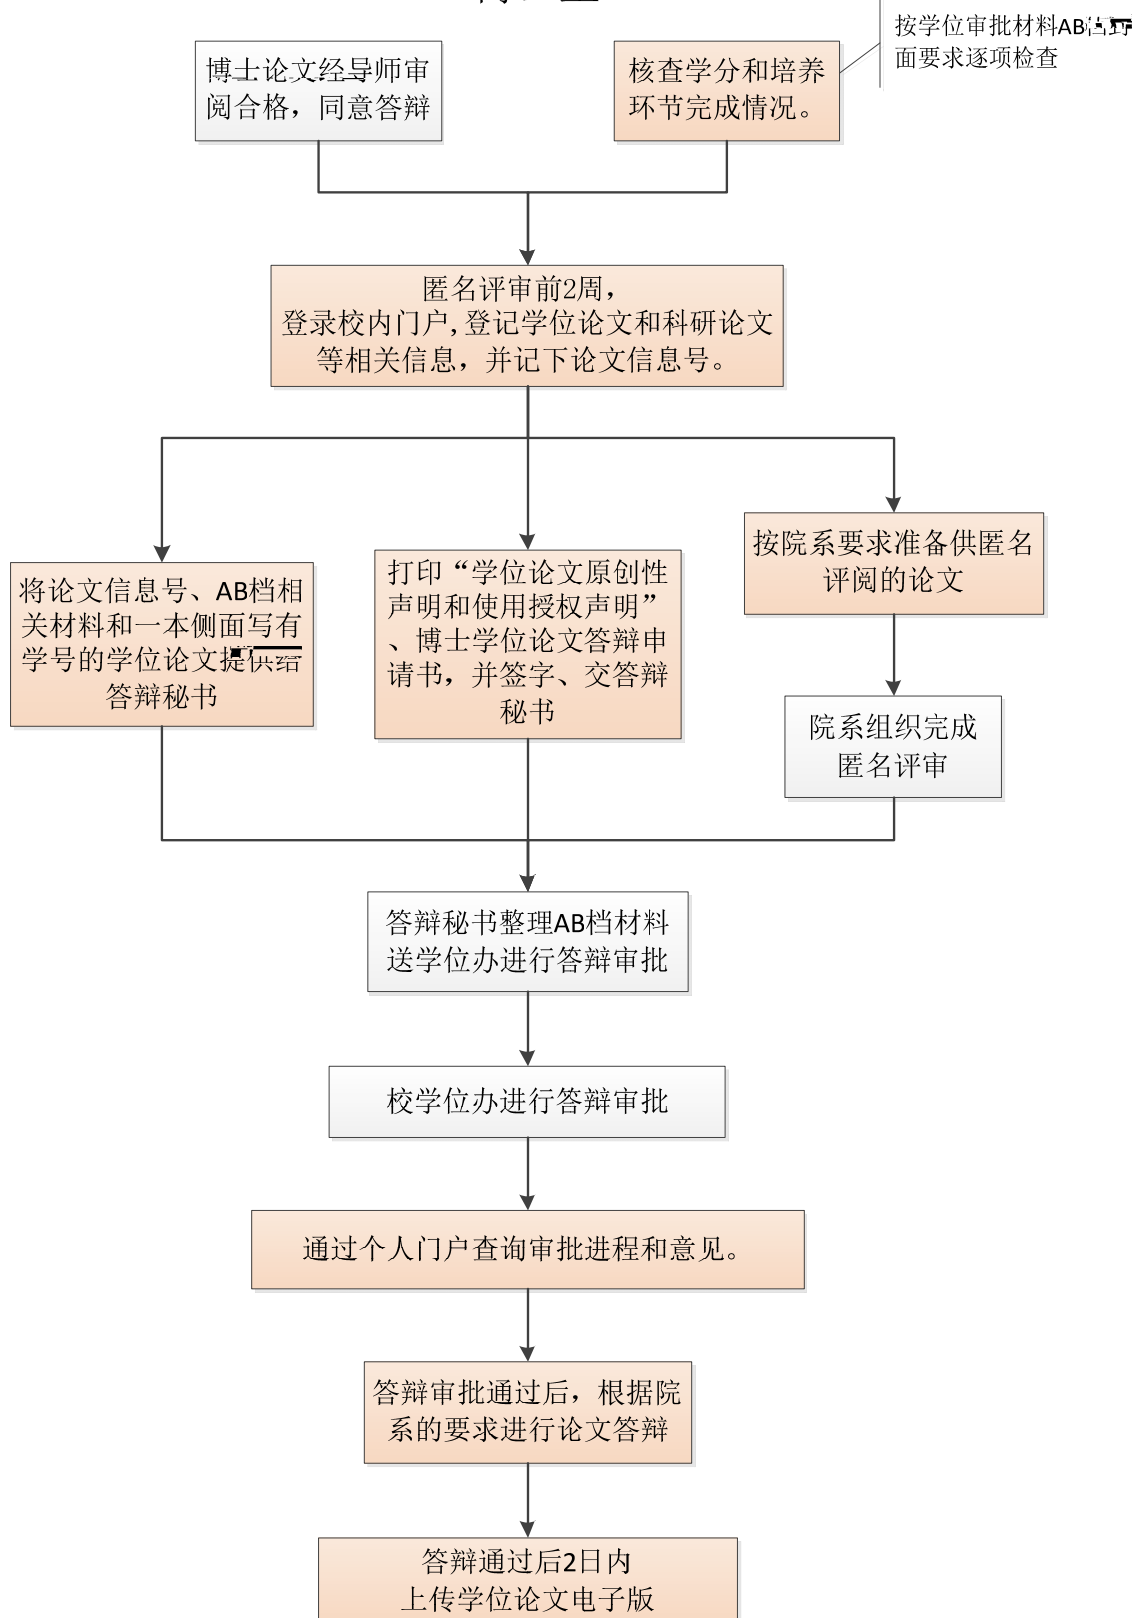 按学位审批材料AB
面要求逐项检查
博士论文经导师审
阅合格，同意答辩
核查学分和培养
环节完成情况。
匿名评审前2周，
登录校内门户,登记学位论文和科研论文
等相关信息，并记下论文信息号。
将论文信息号、AB档相
关材料和一本侧面写有
学号的学位论文提供给
答辩秘书
打印“学位论文原创性
声明和使用授权声明”
、博士学位论文答辩申
请书，并签字、交答辩
秘书
按院系要求准备供匿名
评阅的论文
院系组织完成
匿名评审
答辩秘书整理AB档材料
送学位办进行答辩审批
校学位办进行答辩审批
通过个人门户查询审批进程和意见。
答辩审批通过后，根据院
系的要求进行论文答辩
答辩通过后2日内
上传学位论文电子版